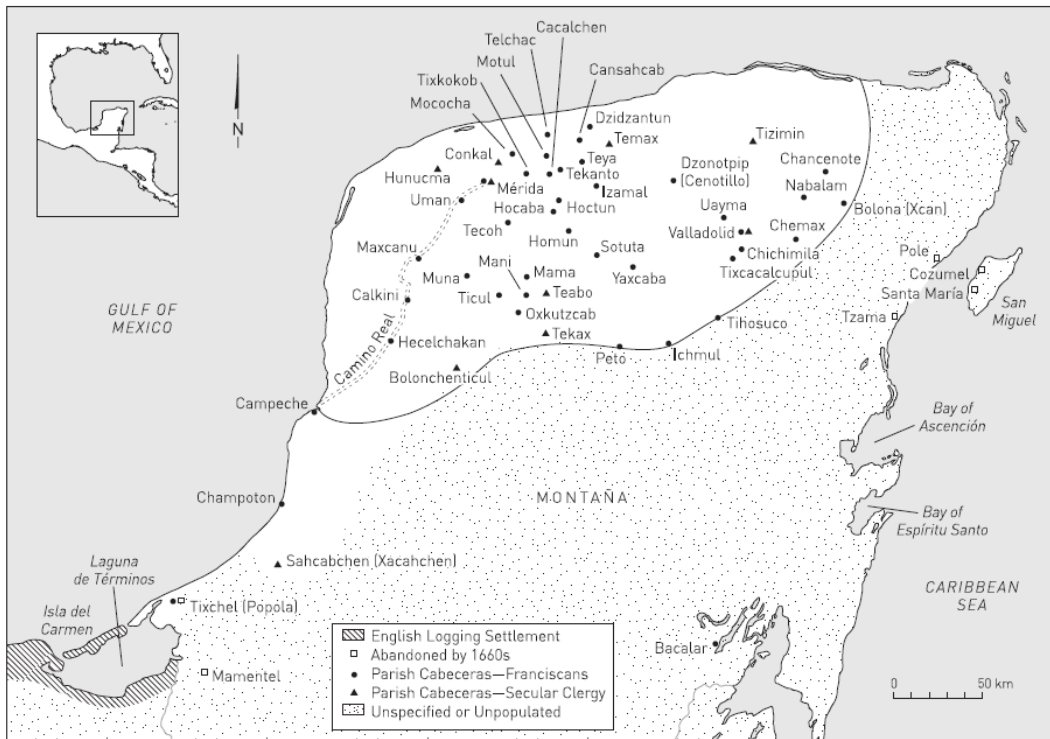 Cacalchen
Telchac
Motul
Cansahcab
Tixkokob
Mococha
N
Dzidzantun
Temax
Tizimin
Conkal
Teya
Dzonotpip
(Cenotillo)
Chancenote
Hunucma
Mérida
Tekanto
Izamal
Nabalam
Uman
Hocaba
Hoctun
Uayma
Bolona (Xcan)
Tecoh
Homun
Valladolid
Chemax
Maxcanu
Sotuta
Chichimila
Pole
Muna
Mani
Mama
Yaxcaba
Tixcacalcupul
Cozumel
Calkini
Ticul
Teabo
Santa María
San
Miguel
GULF OF
MEXICO
Oxkutzcab
Tihosuco
Tzama
Camino Real
Hecelchakan
Tekax
Peto
Ichmul
Bolonchenticul
Campeche
Bay of
Ascención
MONTAÑA
Champoton
Bay of
Espíritu Santo
Laguna
de Términos
Sahcabchen (Xacahchen)
CARIBBEAN
SEA
Isla del
Carmen
Tixchel (Popola)
Mamentel
Bacalar
English Logging Settlement
Abandoned by 1660s
Parish Cabeceras—Franciscans
Parish Cabeceras—Secular Clergy
Unspecified or Unpopulated
0 50 km